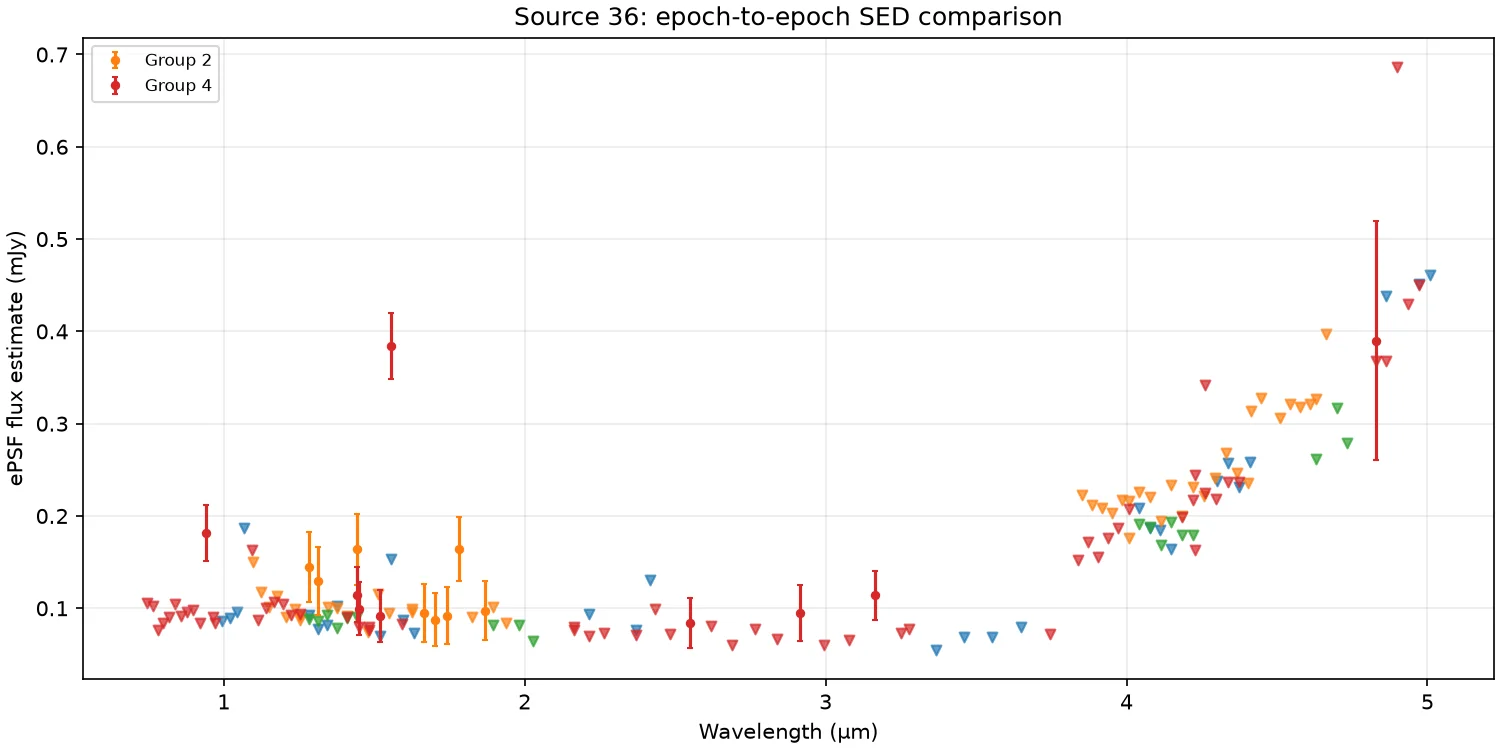 Source 36: epoch-to-epoch SED comparison
Group 2
Group 4
ePSF flux estimate (mJy)
0.7
0.6
0.5
0.4
0.3
0.2
0.1
1 2 3 4 5
Wavelength (μm)